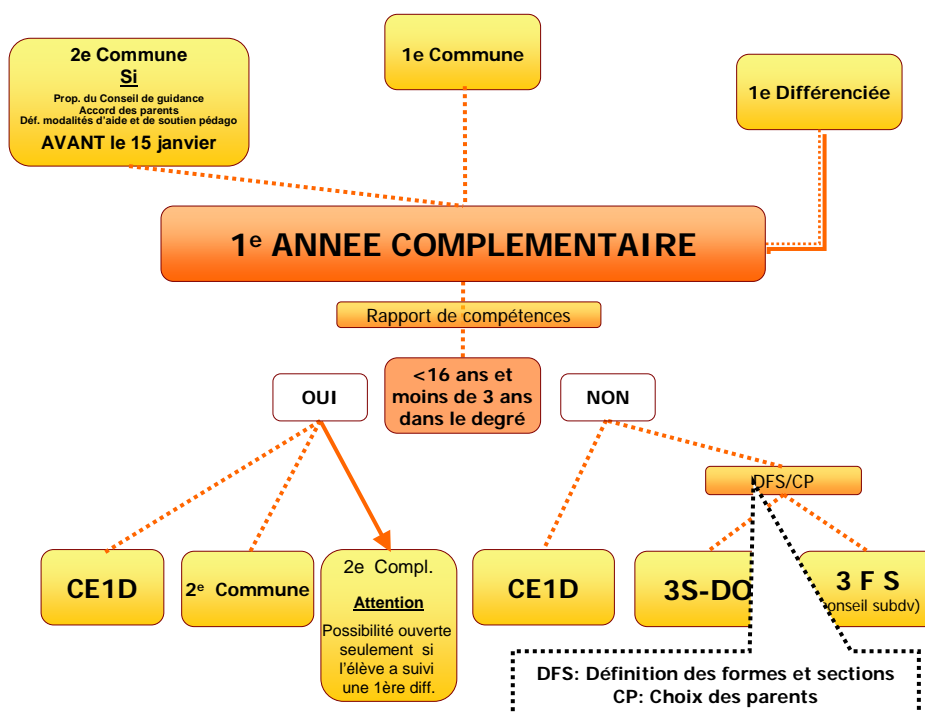 2e Commune
Si
Prop. du Conseil de guidance
Accord des parents
Déf. modalités d'aide et de soutien pédago
AVANT le 15 janvier
1e Commune
1e Différenciée
1e ANNEE COMPLEMENTAIRE
Rapport de compétences
<16 ans et
moins de 3 ans
dans le degré
OUI
NON
DFS/CP
CE1D
2e Commune
2e Compl.
Attention
Possibilité ouverte
seulement si
l'élève a suivi
une 1ère diff.
CE1D
3S-DO
3 F S
onseil subdv)
DFS: Définition des formes et sections
CP: Choix des parents